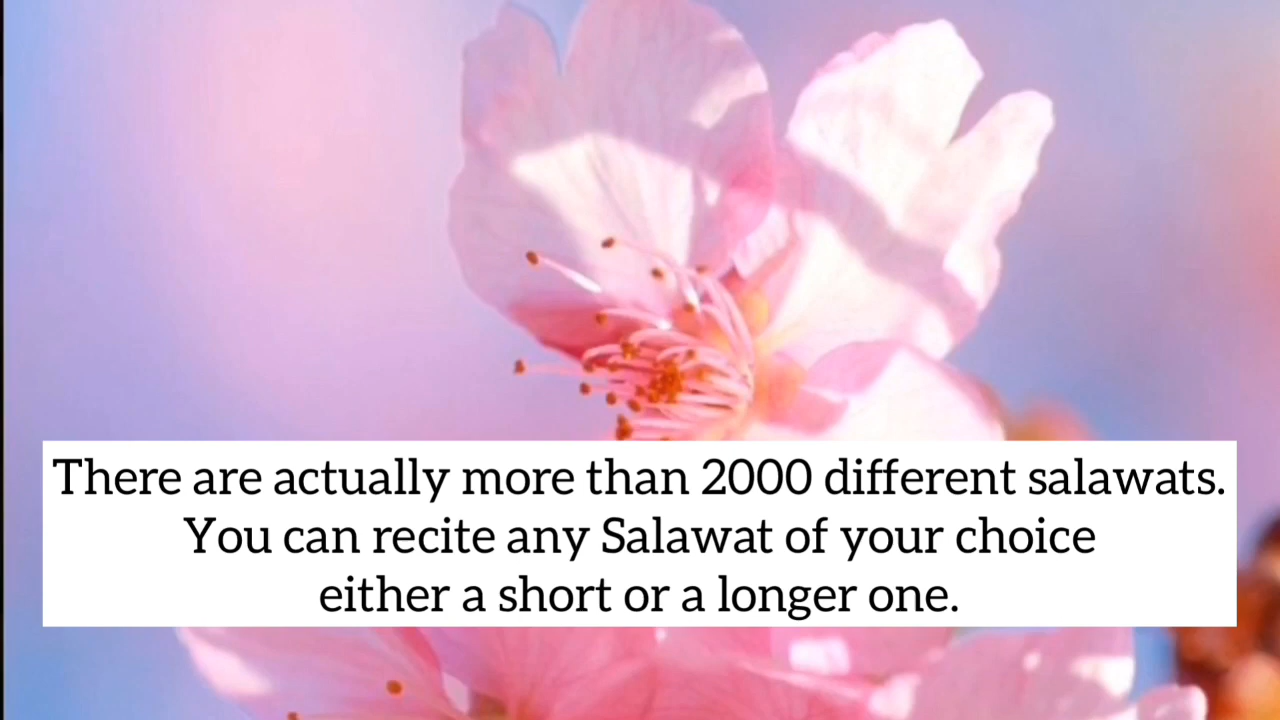 There are actually more than 2000 different salawats.
You can recite any Salawat of your choice
either a short or a longer one.